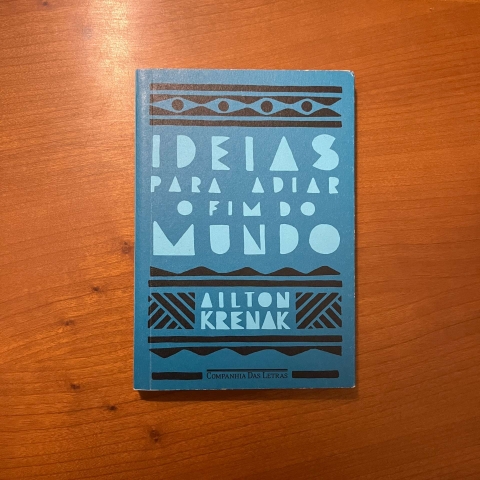 IDEIAS
PARA ADIAR
O FIM DO
MUNDO
AILTON
KRENAK
COMPANHIA DAS LETRAS